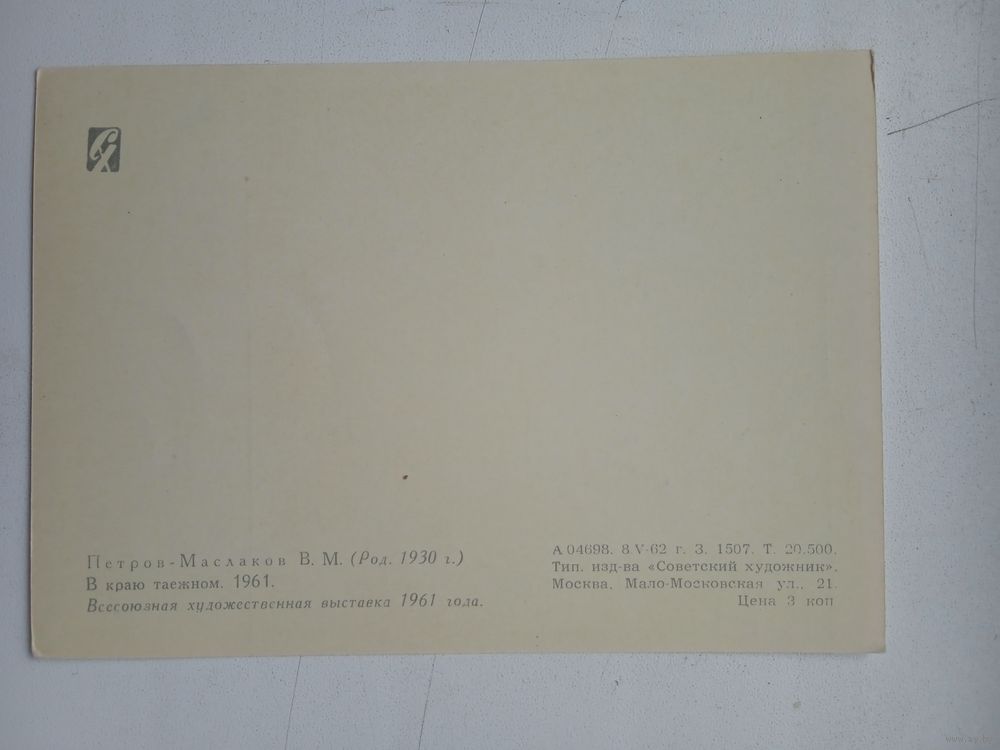 СХ
Петров-Маслаков В. М. (Род. 1930 г.)
В краю таежном. 1961.
Всесоюзная художественная выставка 1961 года.
А 04698. 8 V-62 г. З. 1507. Т. 20.500.
Тип. изд-ва «Советский художник».
Москва. Мало-Московская ул., 21.
Цена 3 коп